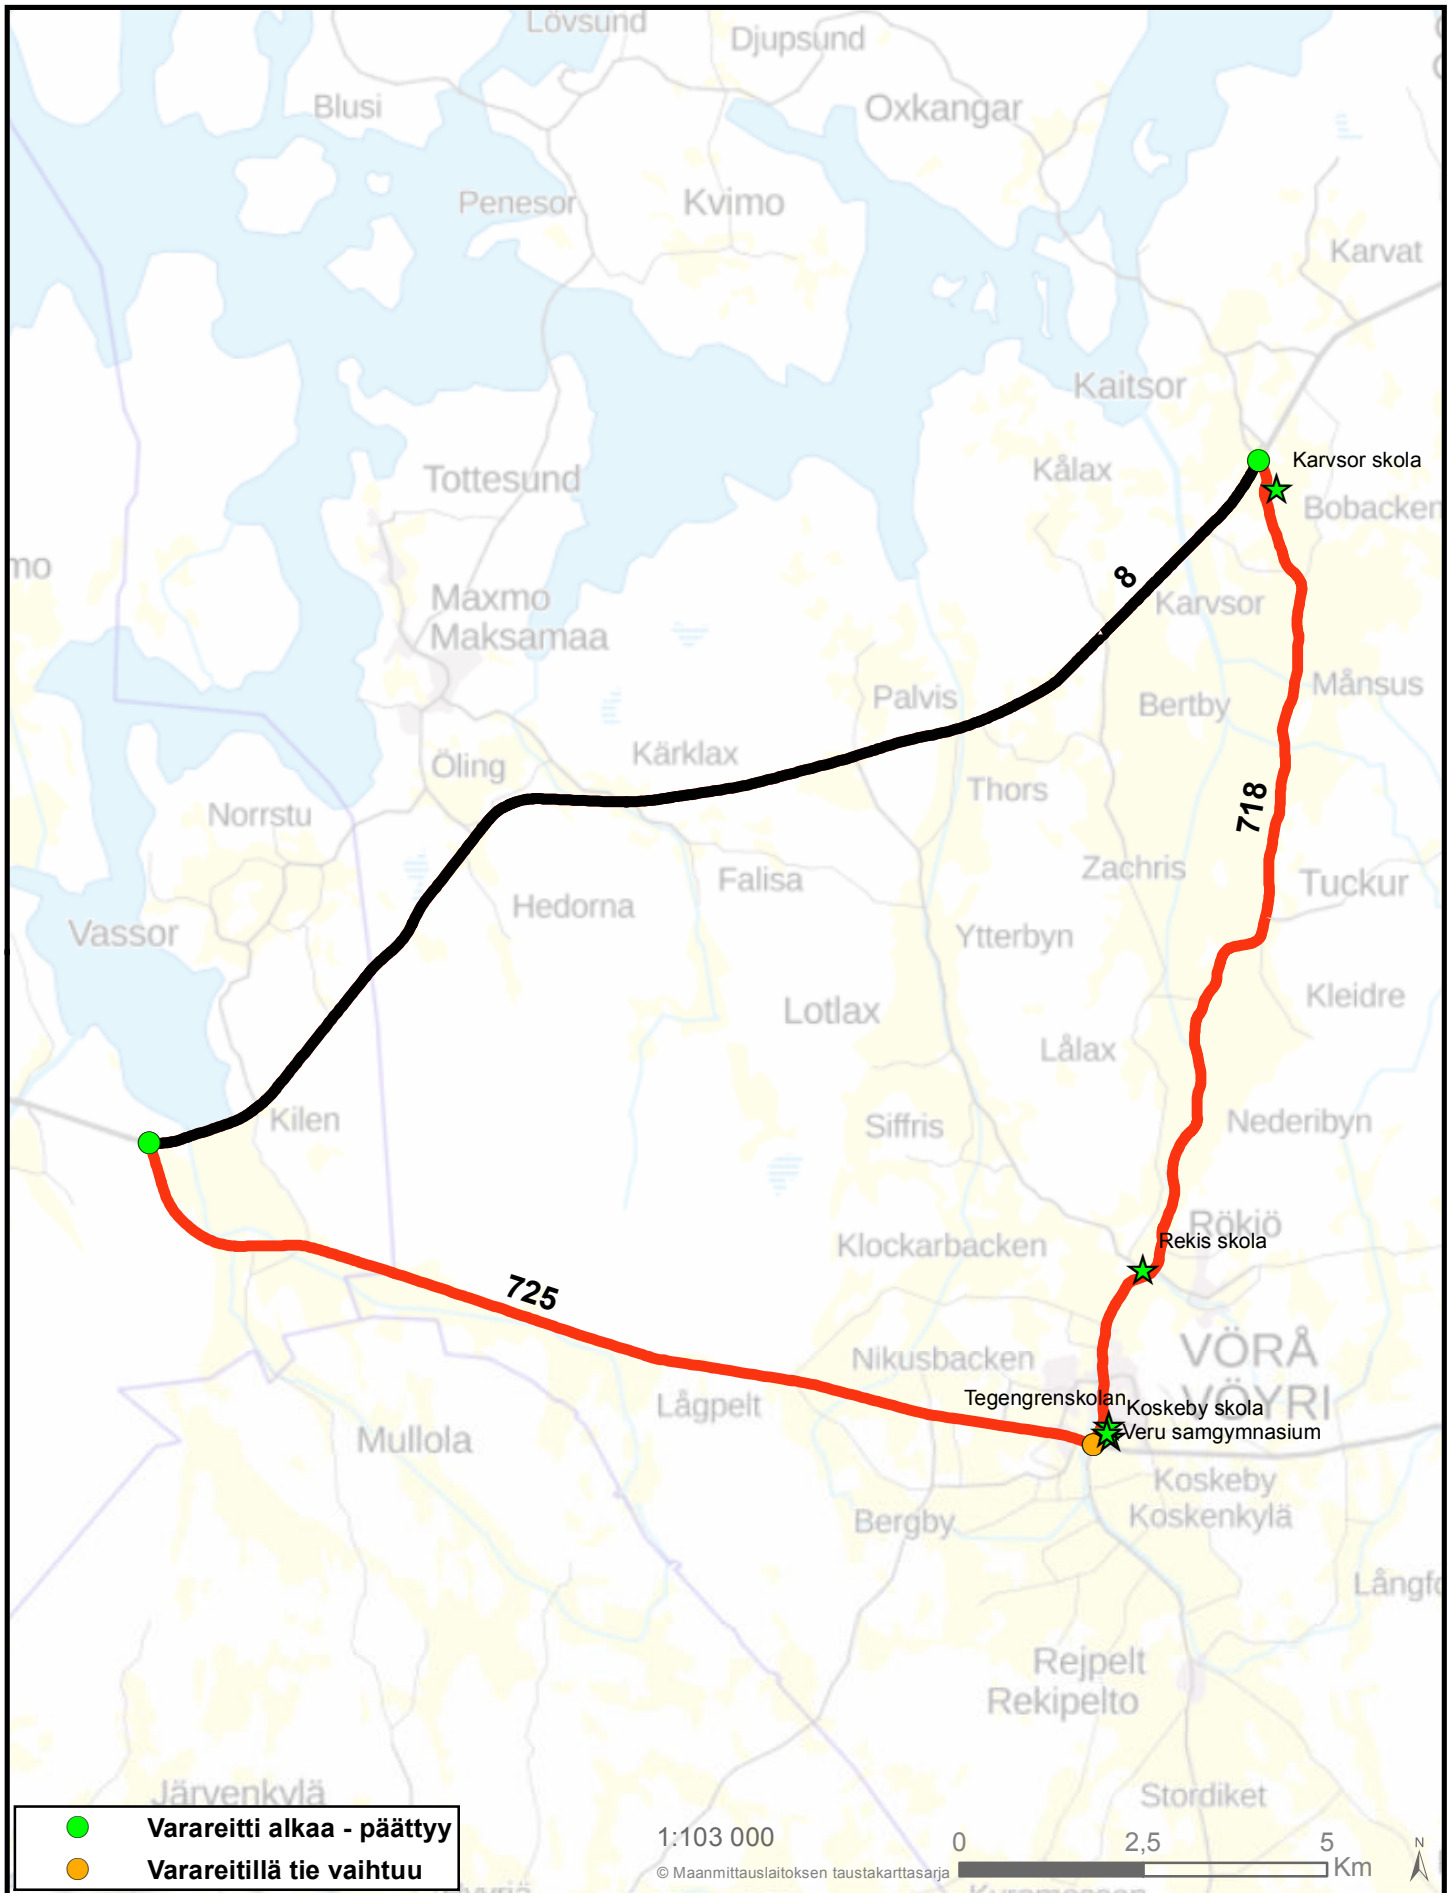 Lövsund
Djupsund
Blusi
Oxkangar
Penesor
Kvimo
Karvat
Kaitsor
Kålax
Karvsor skola
Tottesund
Bobacken
mo
8
Maxmo
Maksamaa
Karvsor
Palvis
Månsus
Bertby
Öling
Kärklax
Thors
Norrstu
718
Zachris
Falisa
Tuckur
Hedorna
Vassor
Ytterbyn
Lotlax
Kleidre
Lålax
Kilen
Siffris
Nederibyn
Rökiö
Klockarbacken
Rekis skola
725
VÖRÅ
VÖYRI
Nikusbacken
Lågpelt
Tegengrenskolan
Koskeby skola
Veru samgymnasium
Mullola
Koskeby
Koskenkylä
Bergby
Långfo
Rejpelt
Rekipelto
Järvenkylä
Stordiket
Varareitti alkaa - päättyy
Varareitillä tie vaihtuu
1:103 000
© Maanmittauslaitoksen taustakarttasarja
0 2,5 5
Km
N